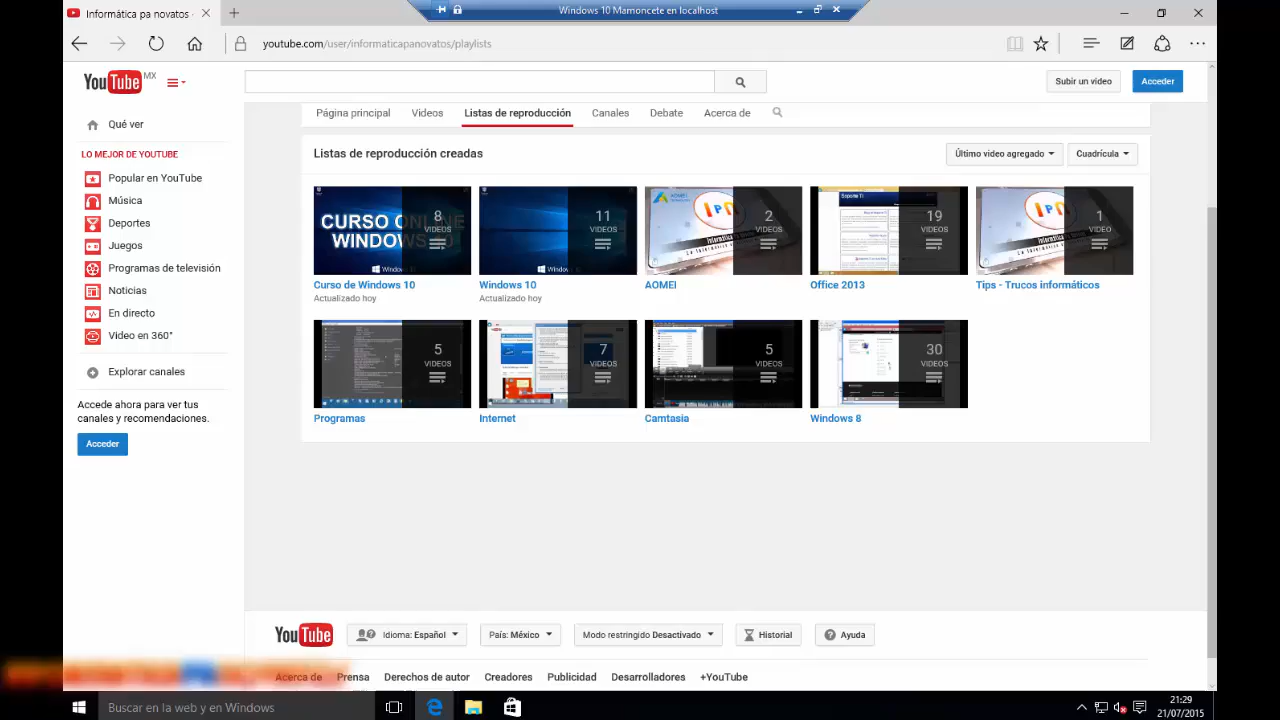 Informática pa novatos
Windows 10 Mamoncete en localhost
youtube.com/user/informaticapanovatos/playlists
YouTube MX
Subir un video
Acceder
Página principal
Videos
Listas de reproducción
Canales
Debate
Acerca de
Qué ver
LO MEJOR DE YOUTUBE
Popular en YouTube
Música
Deportes
Juegos
Programas de televisión
Noticias
En directo
Video en 360°
Explorar canales
Accede ahora para ver tus
canales y recomendaciones.
Acceder
Listas de reproducción creadas
Último video agregado
Cuadrícula
CURSO ONLINE
WINDOWS 10
8
VIDEOS
Curso de Windows 10
Actualizado hoy
11
VIDEOS
Windows 10
Actualizado hoy
AOMEI
2
VIDEOS
AOMEI
Soporte TI
19
VIDEOS
Office 2013
1
VIDEO
Tips - Trucos informáticos
5
VIDEOS
Programas
7
VIDEOS
Internet
5
VIDEOS
Camtasia
30
VIDEOS
Windows 8
YouTube
Idioma: Español
País: México
Modo restringido Desactivado
Historial
Ayuda
Acerca de
Prensa
Derechos de autor
Creadores
Publicidad
Desarrolladores
+YouTube
Buscar en la web y en Windows
21:29
21/07/2015